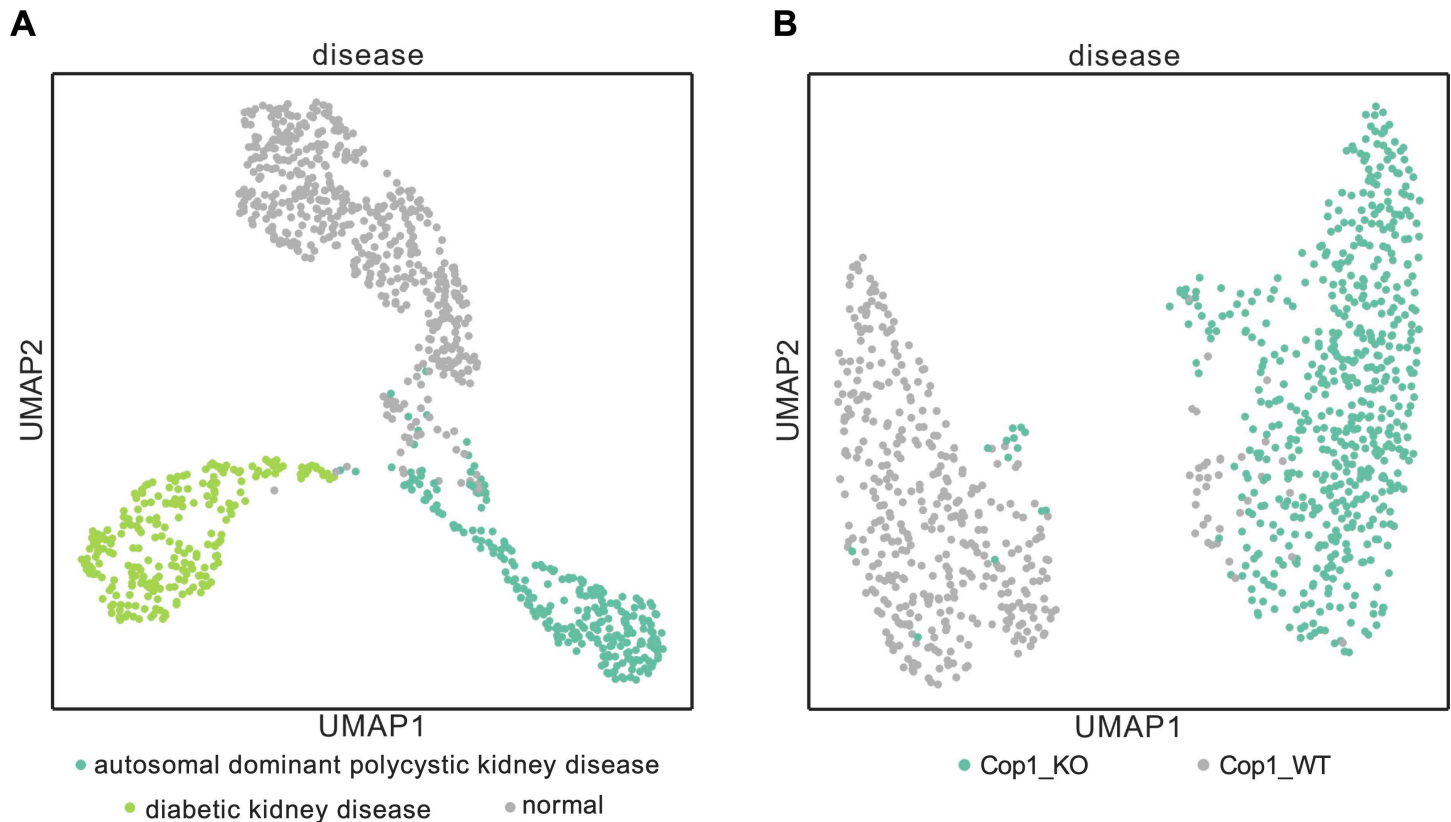 A
disease
UMAP2
UMAP1
autosomal dominant polycystic kidney disease
diabetic kidney disease
normal
B
disease
UMAP2
UMAP1
Cop1_KO
Cop1_WT